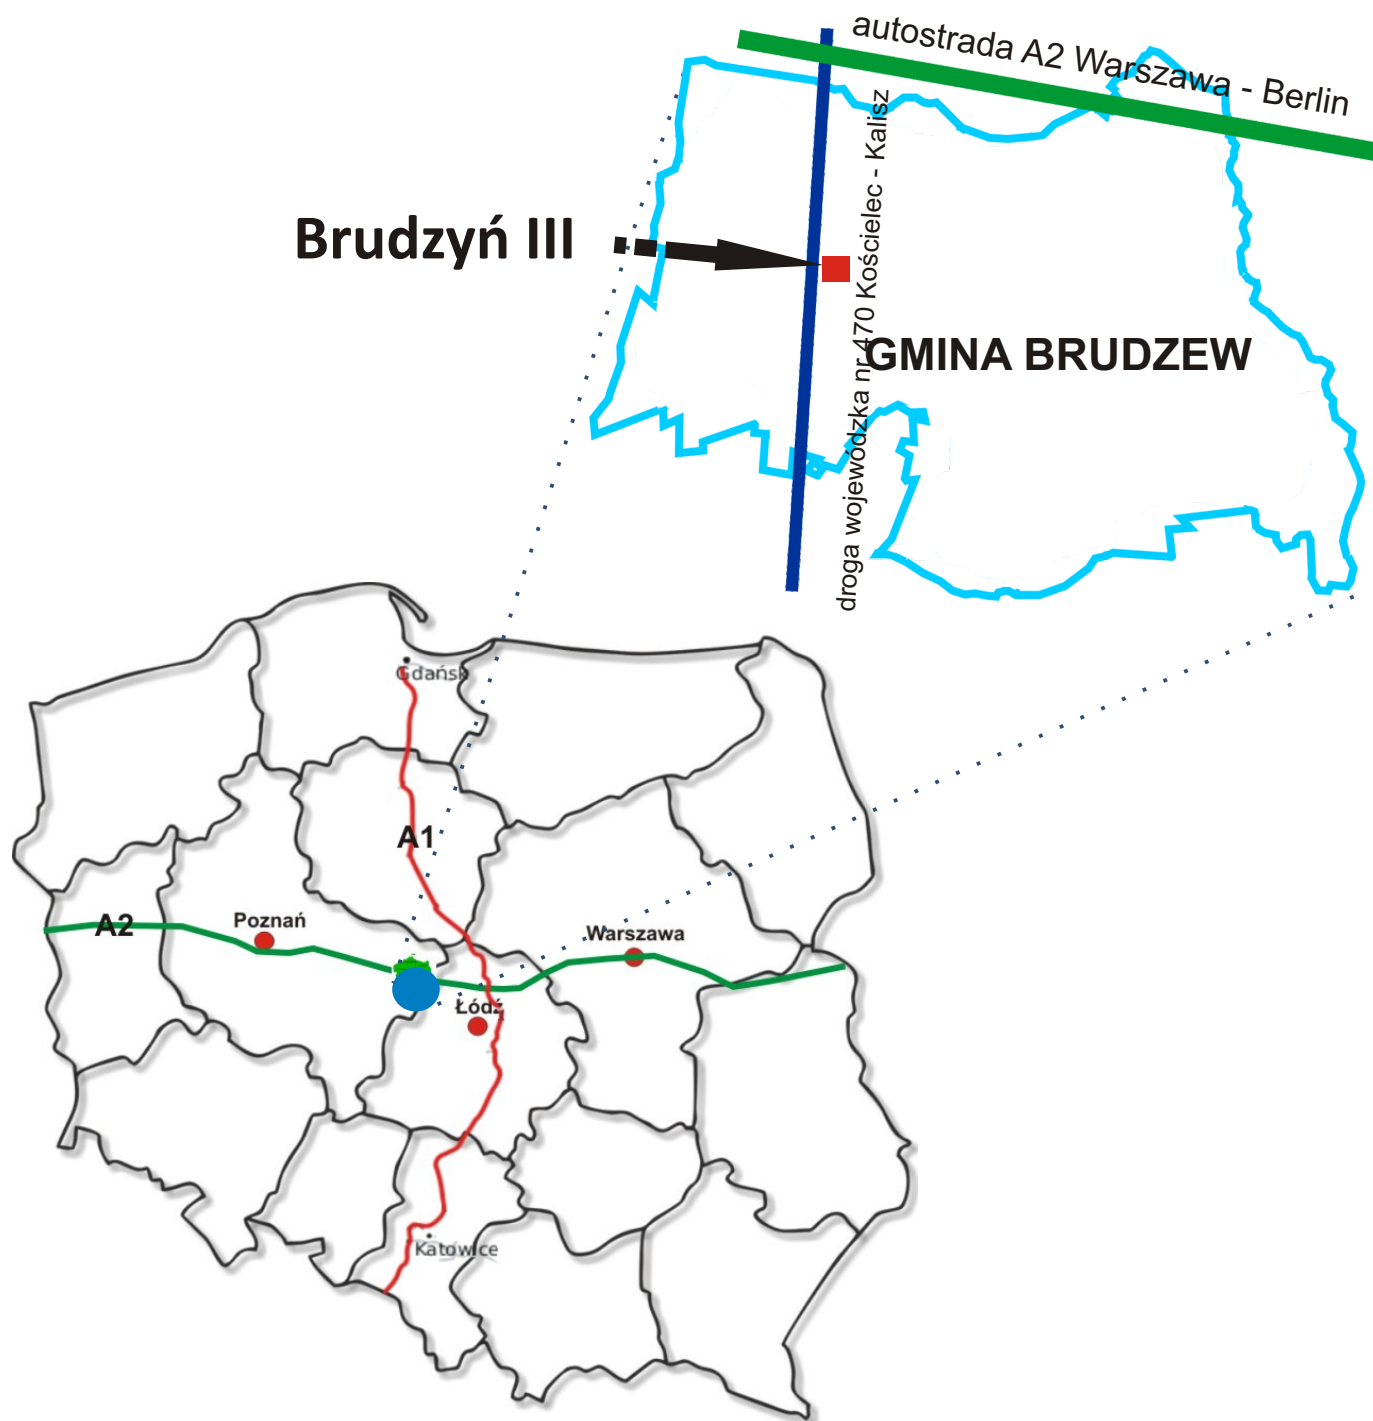 autostrada A2 Warszawa - Berlin
droga wojewódzka nr 470 Kościelec - Kalisz
Brudzyń III
GMINA BRUDZEW
Gdańsk
A1
A2
Poznań
Warszawa
Łódź
Katowice